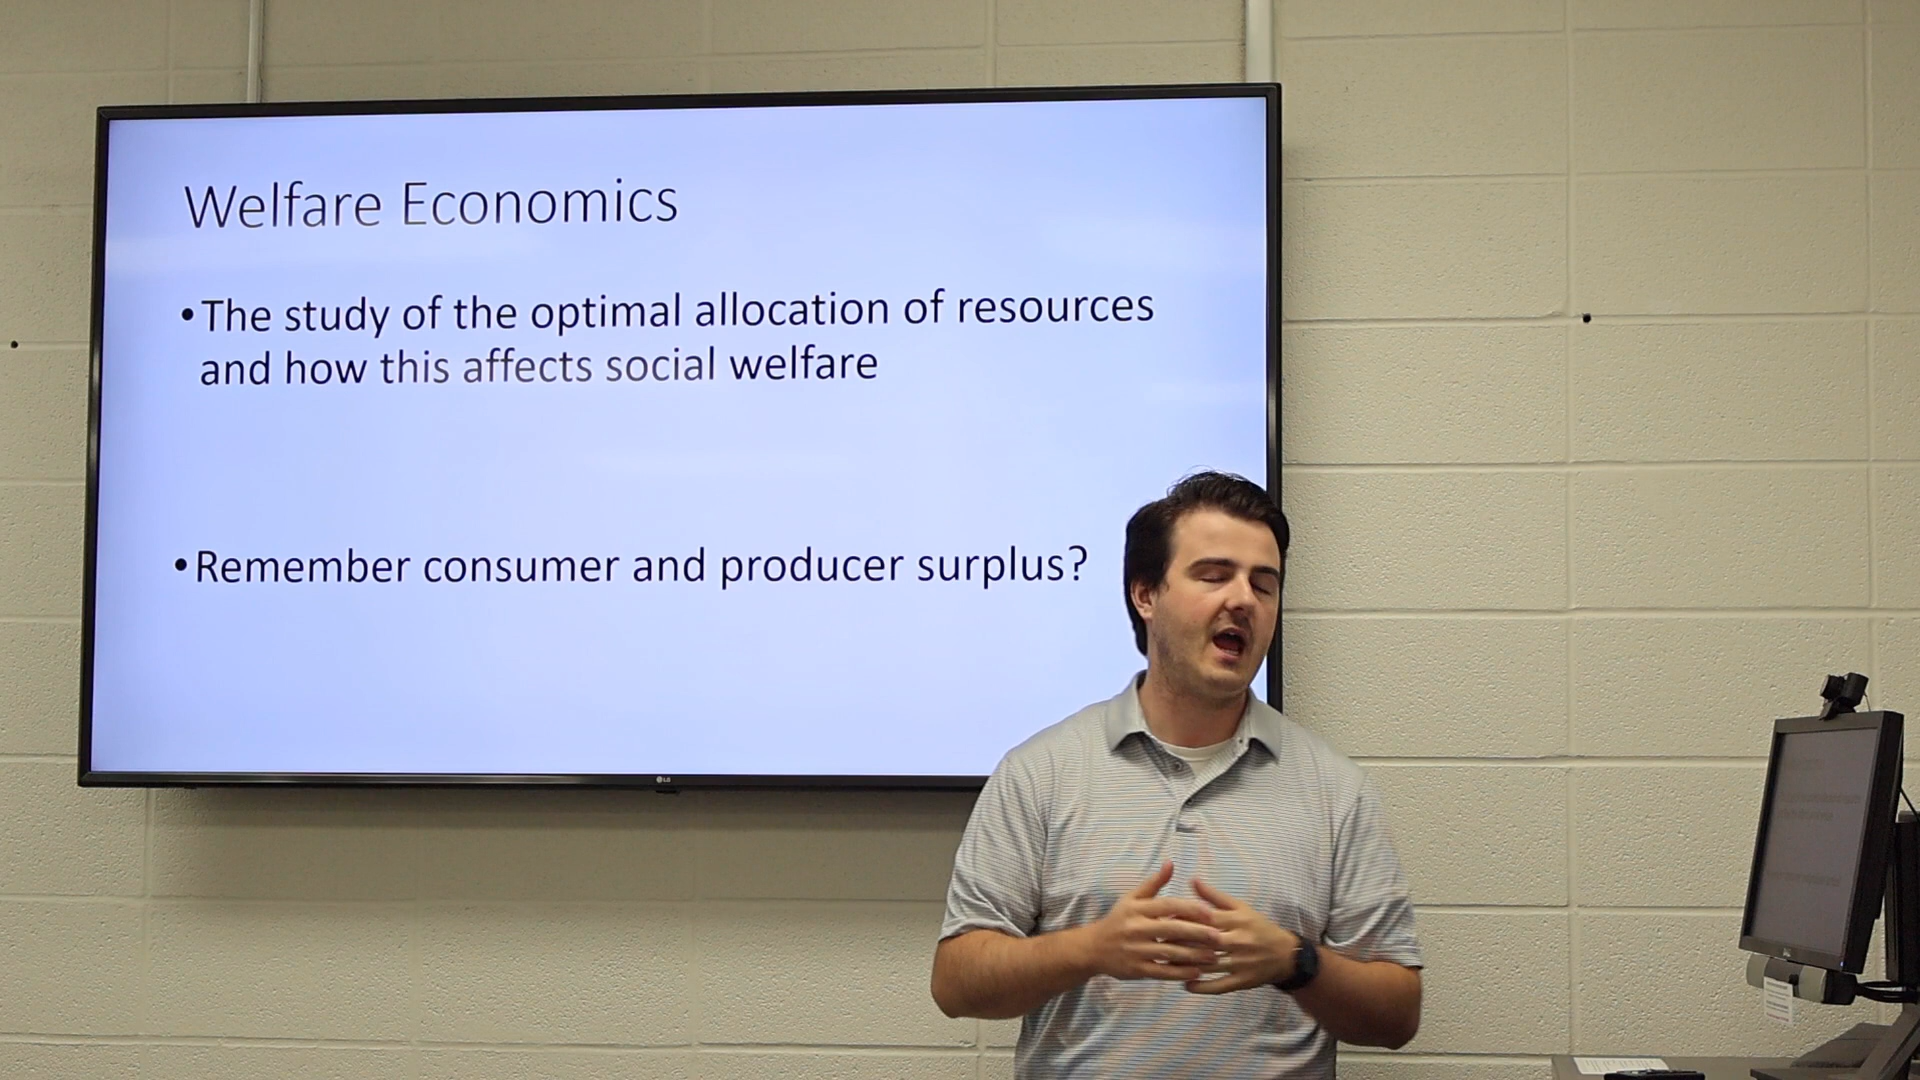 Welfare Economics
•The study of the optimal allocation of resources
and how this affects social welfare
•Remember consumer and producer surplus?
LG